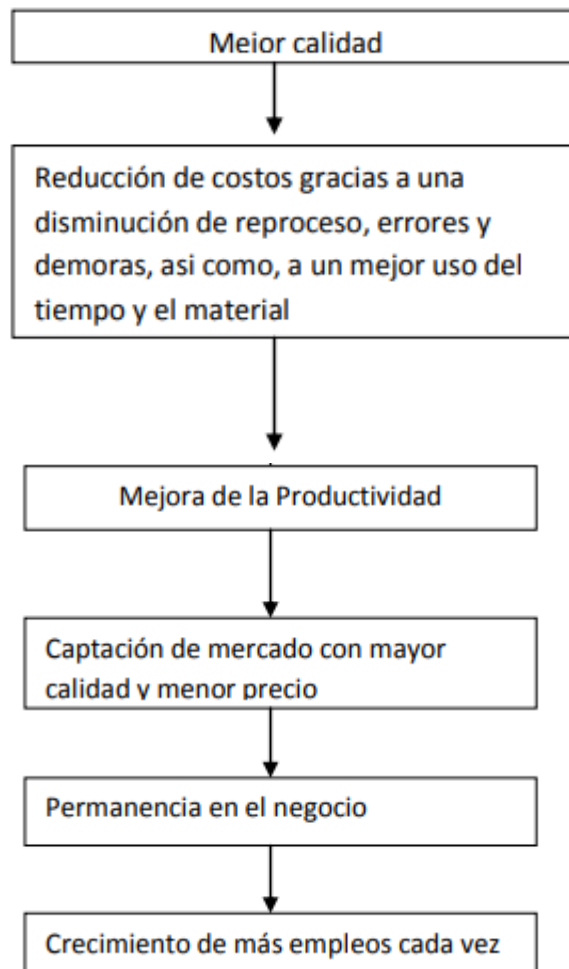 Mejor calidad
Reducción de costos gracias a una
disminución de reproceso, errores y
demoras, asi como, a un mejor uso del
tiempo y el material
Mejora de la Productividad
Captación de mercado con mayor
calidad y menor precio
Permanencia en el negocio
Crecimiento de más empleos cada vez